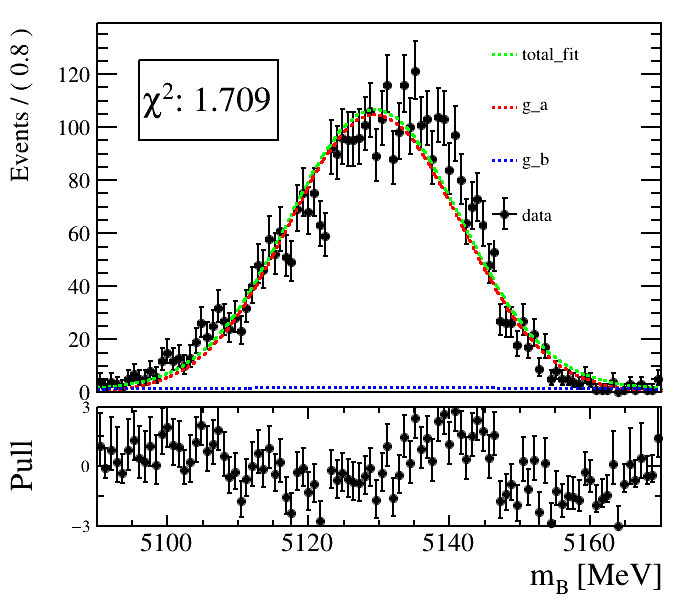 Events / ( 0.8 )
120
100
80
60
40
20
0
χ²: 1.709
total_fit
g_a
g_b
data
Pull
3
0
−3
5100
5120
5140
5160
m_B [MeV]